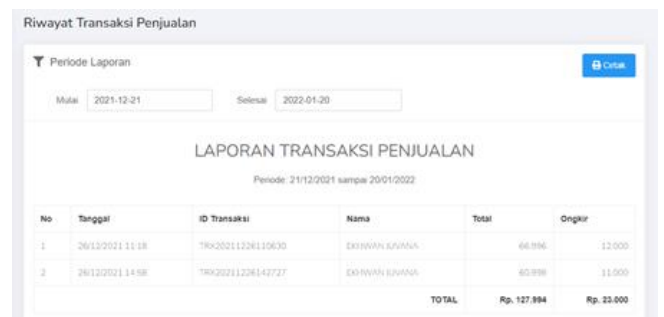 Riwayat Transaksi Penjualan
Periode Laporan
Cetak
Mulai 2021-12-21 Selesai 2022-01-20
LAPORAN TRANSAKSI PENJUALAN
Periode: 21/12/2021 sampai 20/01/2022
No Tanggal ID Transaksi Nama Total Ongkir
1 26/12/2021 11:18 TRX20211226110630 66.996 12.000
2 26/12/2021 TRX20211226142727 60.998 11.000
TOTAL Rp. 127.994 Rp. 23.000